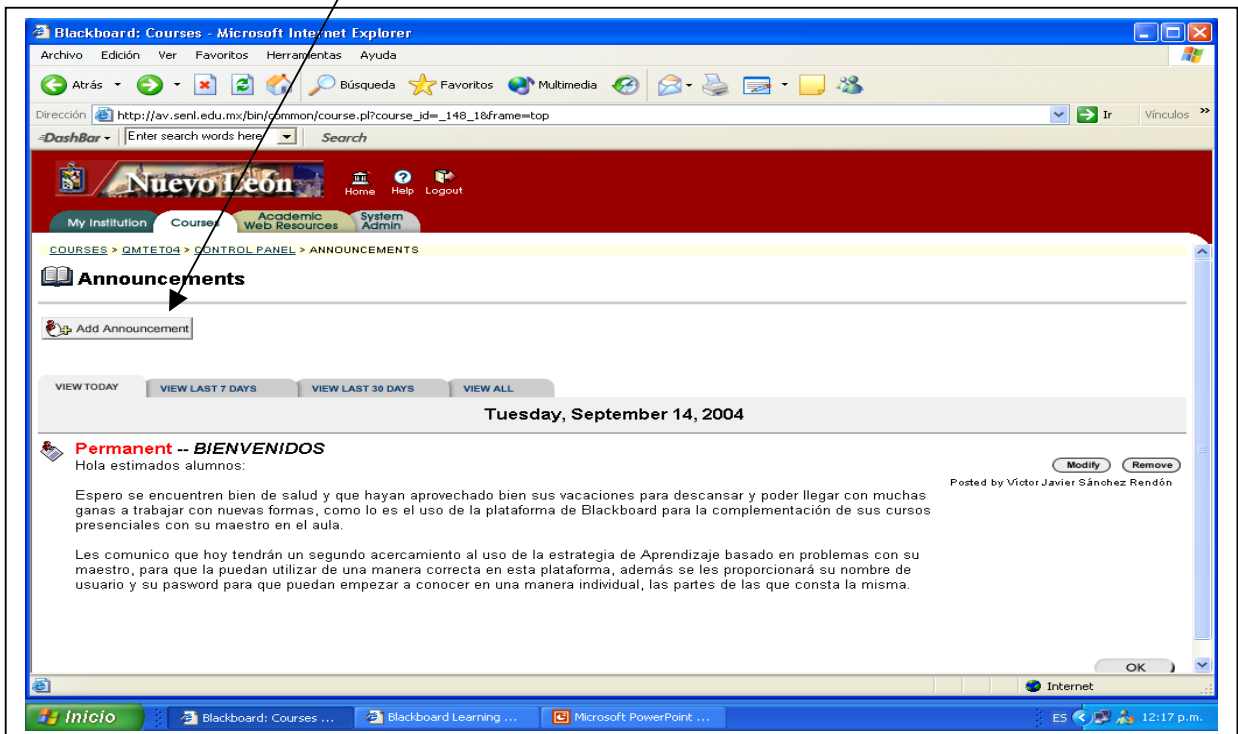 Blackboard: Courses - Microsoft Internet Explorer
Archivo Edición Ver Favoritos Herramientas Ayuda
Atrás Búsqueda Favoritos Multimedia
Dirección http://av.senl.edu.mx/bin/common/course.pl?course_id=_148_1&frame=top Ir Vínculos »
DashBar Enter search words here Search
Nuevo León Home Help Logout
My Institution Courses Academic Web Resources System Admin
COURSES > QMTET04 > CONTROL PANEL > ANNOUNCEMENTS
Announcements
Add Announcement
VIEW TODAY VIEW LAST 7 DAYS VIEW LAST 30 DAYS VIEW ALL
Tuesday, September 14, 2004
Permanent -- BIENVENIDOS
Hola estimados alumnos:
Modify Remove
Posted by Víctor Javier Sánchez Rendón
Espero se encuentren bien de salud y que hayan aprovechado bien sus vacaciones para descansar y poder llegar con muchas
ganas a trabajar con nuevas formas, como lo es el uso de la plataforma de Blackboard para la complementación de sus cursos
presenciales con su maestro en el aula.
Les comunico que hoy tendrán un segundo acercamiento al uso de la estrategia de Aprendizaje basado en problemas con su
maestro, para que la puedan utilizar de una manera correcta en esta plataforma, además se les proporcionará su nombre de
usuario y su pasword para que puedan empezar a conocer en una manera individual, las partes de las que consta la misma.
OK
Internet
Inicio Blackboard: Courses ... Blackboard Learning ... Microsoft PowerPoint ... ES 12:17 p.m.